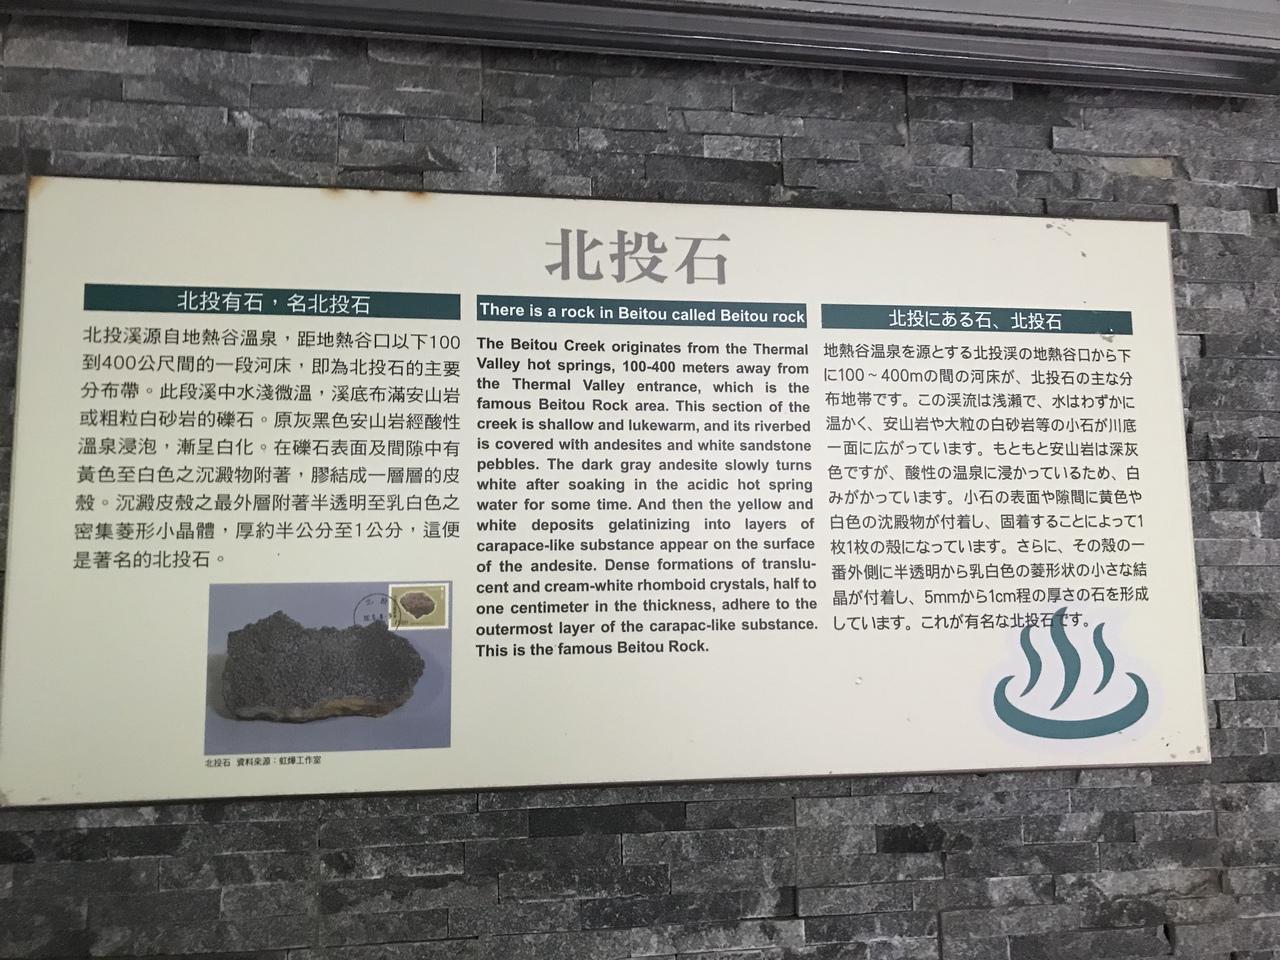 北投石
北投有石，名北投石
北投溪源自地熱谷溫泉，距地熱谷口以下100
到400公尺間的一段河床，即為北投石的主要
分布帶。此段溪中水淺微溫，溪底布滿安山岩
或粗粒白砂岩的礫石。原灰黑色安山岩經酸性
溫泉浸泡，漸呈白化。在礫石表面及間隙中有
黃色至白色之沉澱物附著，膠結成一層層的皮
殼。沉澱皮殼之最外層附著半透明至乳白色之
密集菱形小晶體，厚約半公分至1公分，這便
是著名的北投石。
北投石 資料來源：虹燁工作室
There is a rock in Beitou called Beitou rock
The Beitou Creek originates from the Thermal
Valley hot springs, 100-400 meters away from
the Thermal Valley entrance, which is the
famous Beitou Rock area. This section of the
creek is shallow and lukewarm, and its riverbed
is covered with andesites and white sandstone
pebbles. The dark gray andesite slowly turns
white after soaking in the acidic hot spring
water for some time. And then the yellow and
white deposits gelatinizing into layers of
carapace-like substance appear on the surface
of the andesite. Dense formations of translu-
cent and cream-white rhomboid crystals, half to
one centimeter in the thickness, adhere to the
outermost layer of the carapac-like substance.
This is the famous Beitou Rock.
北投にある石、北投石
地熱谷温泉を源とする北投渓の地熱谷口から下
に100～400mの間の河床が、北投石の主な分
布地帯です。この渓流は浅瀬で、水はわずかに
温かく、安山岩や大粒の白砂岩等の小石が川底
一面に広がっています。もともと安山岩は深灰
色ですが、酸性の温泉に浸かっているため、白
みがかっています。小石の表面や隙間に黄色や
白色の沈殿物が付着し、固着することによって1
枚1枚の殻になっています。さらに、その殻の一
番外側に半透明から乳白色の菱形状の小さな結
晶が付着し、5mmから1cm程の厚さの石を形成
しています。これが有名な北投石です。